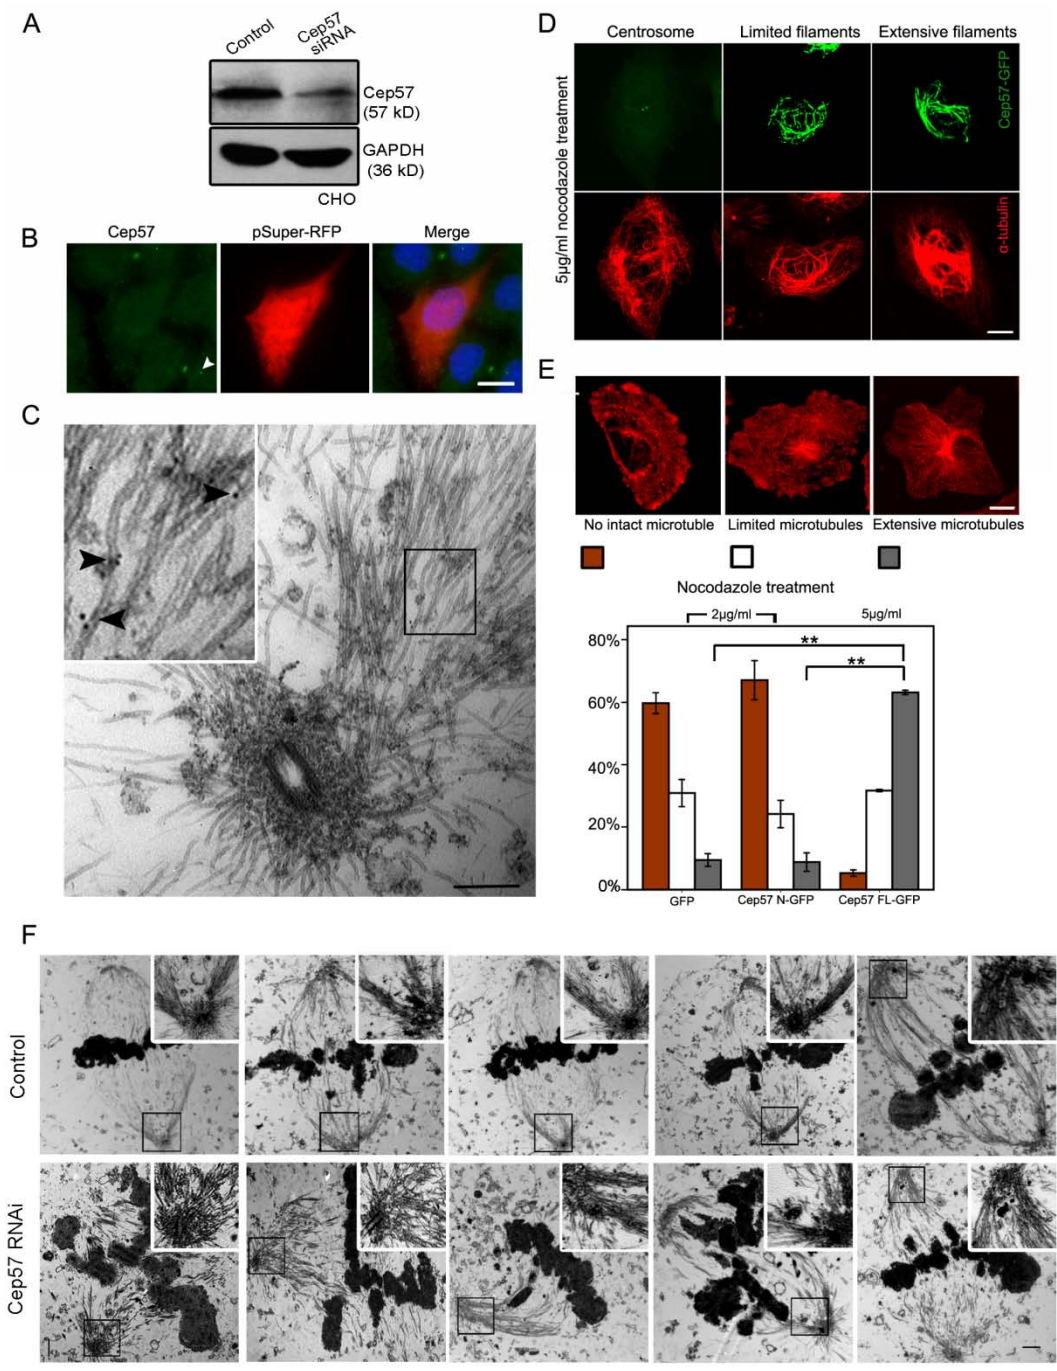 A
Control
Cep57
siRNA
Cep57
(57 kD)
GAPDH
(36 kD)
CHO
B
Cep57
pSuper-RFP
Merge
C
D
Centrosome
Limited filaments
Extensive filaments
5µg/ml nocodazole treatment
Cep57-GFP
α-tubulin
E
No intact microtuble
Limited microtubules
Extensive microtubules
Nocodazole treatment
2µg/ml
5µg/ml
80%
**
**
60%
40%
20%
0%
GFP
Cep57 N-GFP
Cep57 FL-GFP
F
Control
Cep57 RNAi